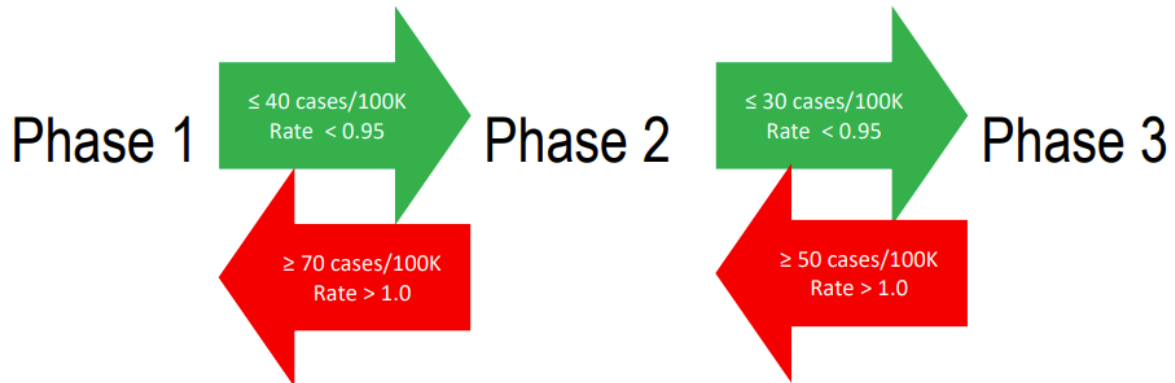 Phase 1
≤ 40 cases/100K
Rate < 0.95
Phase 2
≤ 30 cases/100K
Rate < 0.95
Phase 3
≥ 70 cases/100K
Rate > 1.0
≥ 50 cases/100K
Rate > 1.0